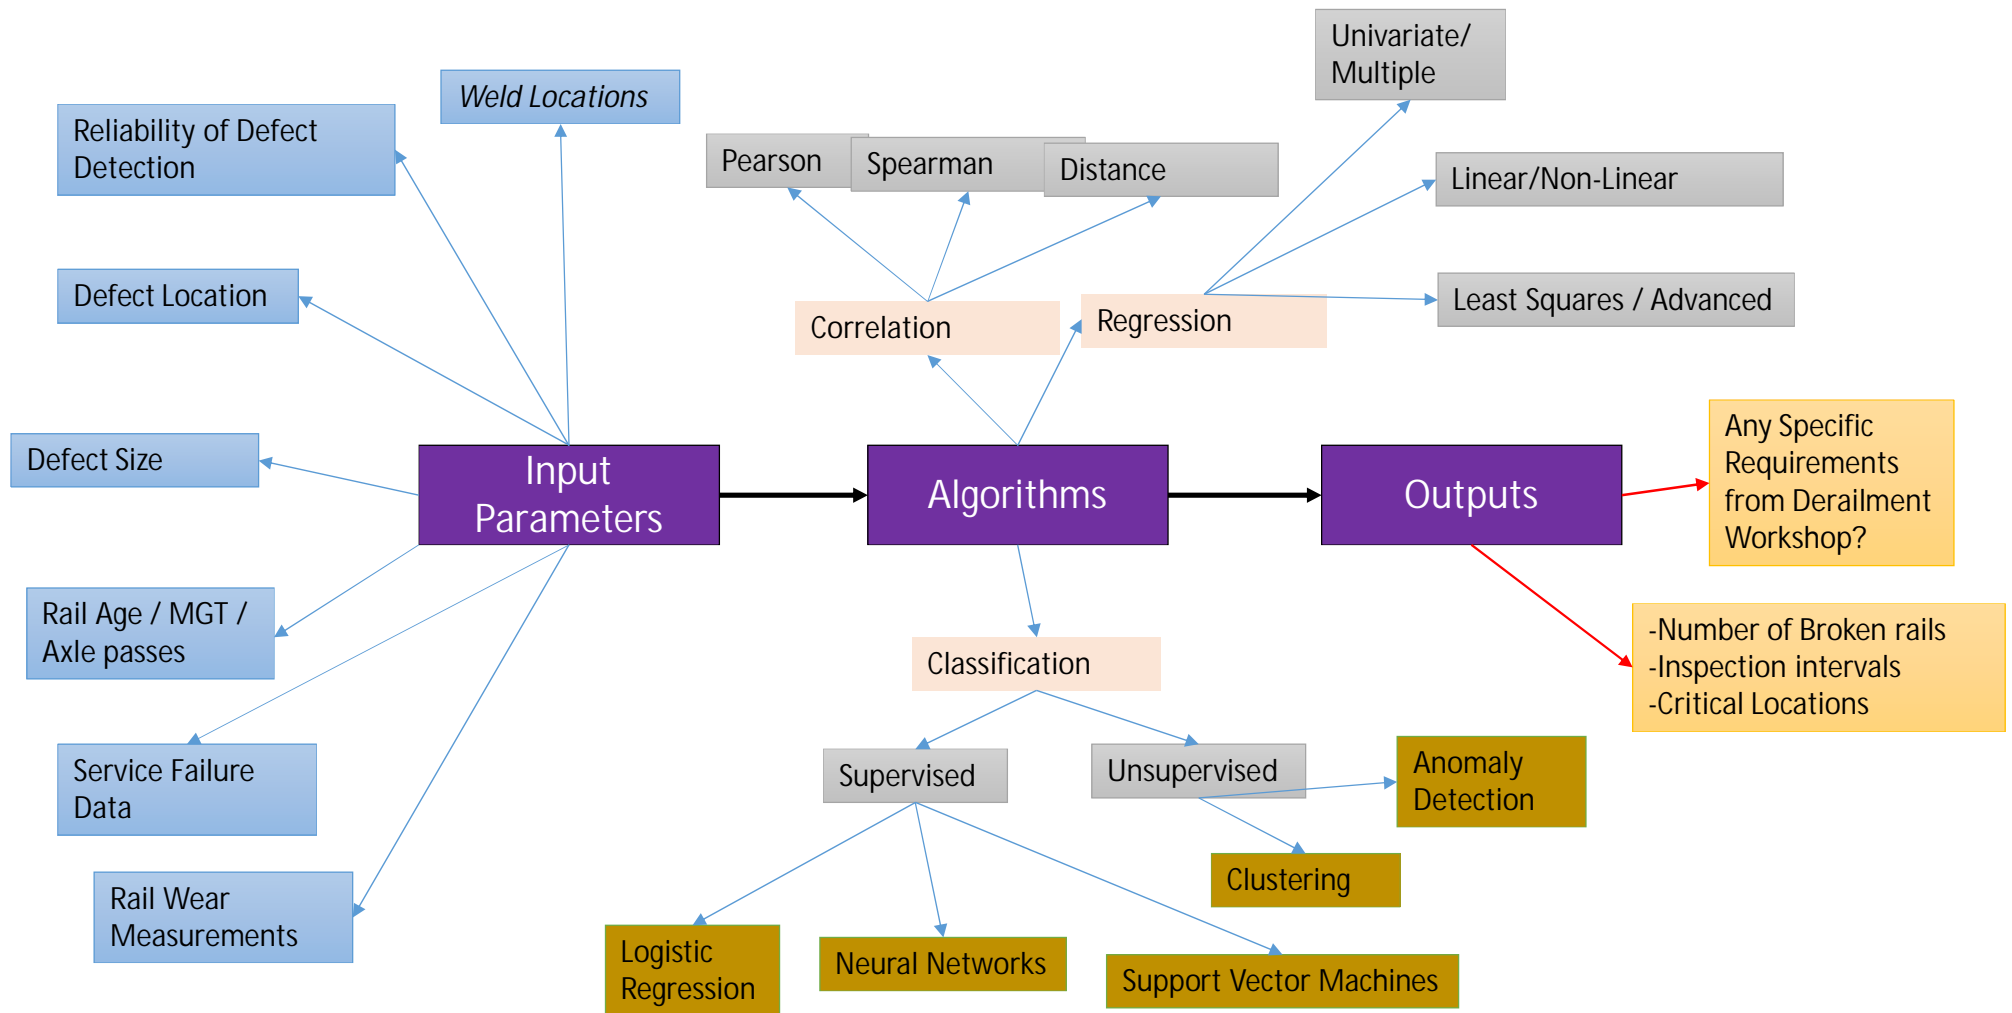 Univariate/
Multiple
Weld Locations
Reliability of Defect
Detection
Pearson
Spearman
Distance
Linear/Non-Linear
Defect Location
Correlation
Regression
Least Squares / Advanced
Defect Size
Input
Parameters
Algorithms
Outputs
Any Specific
Requirements
from Derailment
Workshop?
Rail Age / MGT /
Axle passes
Classification
-Number of Broken rails
-Inspection intervals
-Critical Locations
Service Failure
Data
Supervised
Unsupervised
Anomaly
Detection
Clustering
Rail Wear
Measurements
Logistic
Regression
Neural Networks
Support Vector Machines